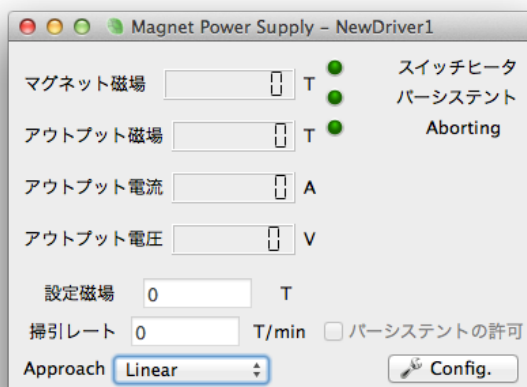 Magnet Power Supply – NewDriver1
マグネット磁場 0 T スイッチヒータ
パーシステント
アウトプット磁場 0 T Aborting
アウトプット電流 0 A
アウトプット電圧 0 V
設定磁場 0 T
掃引レート 0 T/min パーシステントの許可
Approach Linear Config.